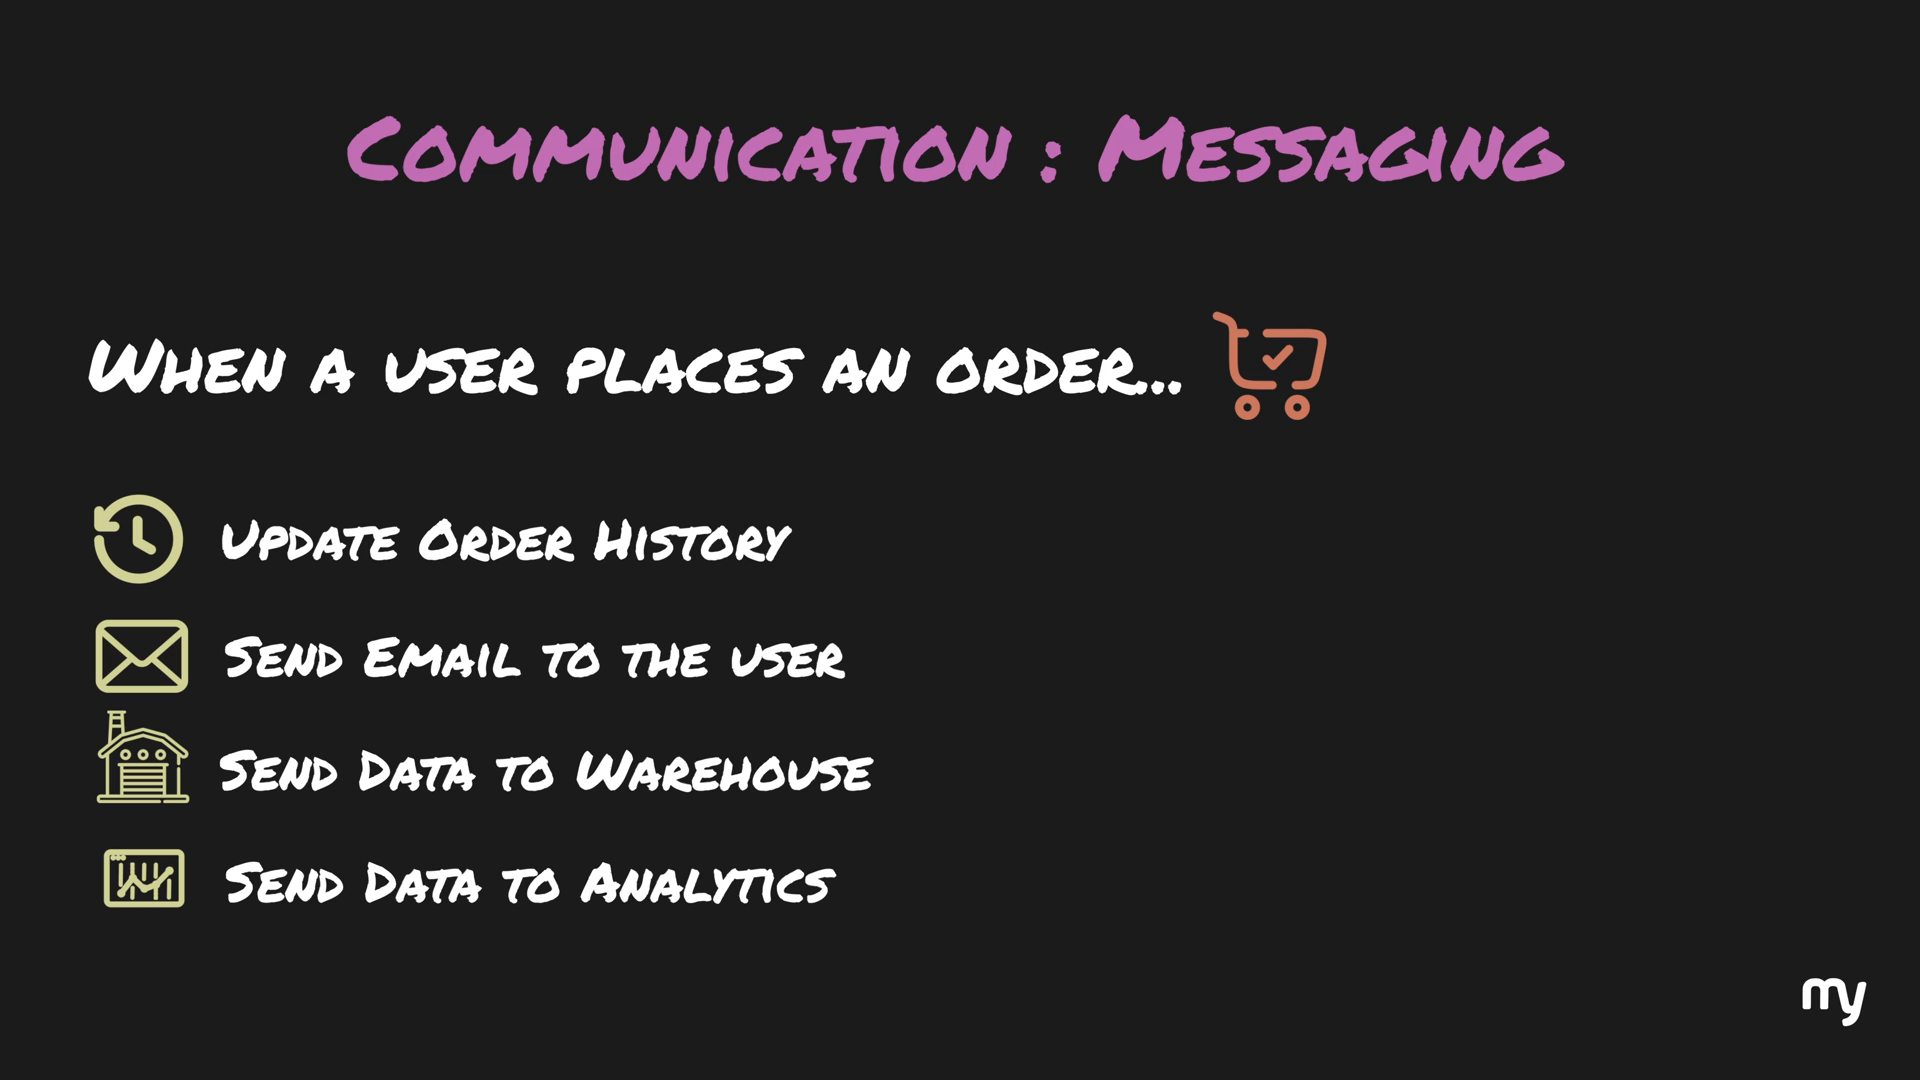 Communication : Messaging
When a user places an order...
Update Order History
Send Email to the user
Send Data to Warehouse
Send Data to Analytics
my